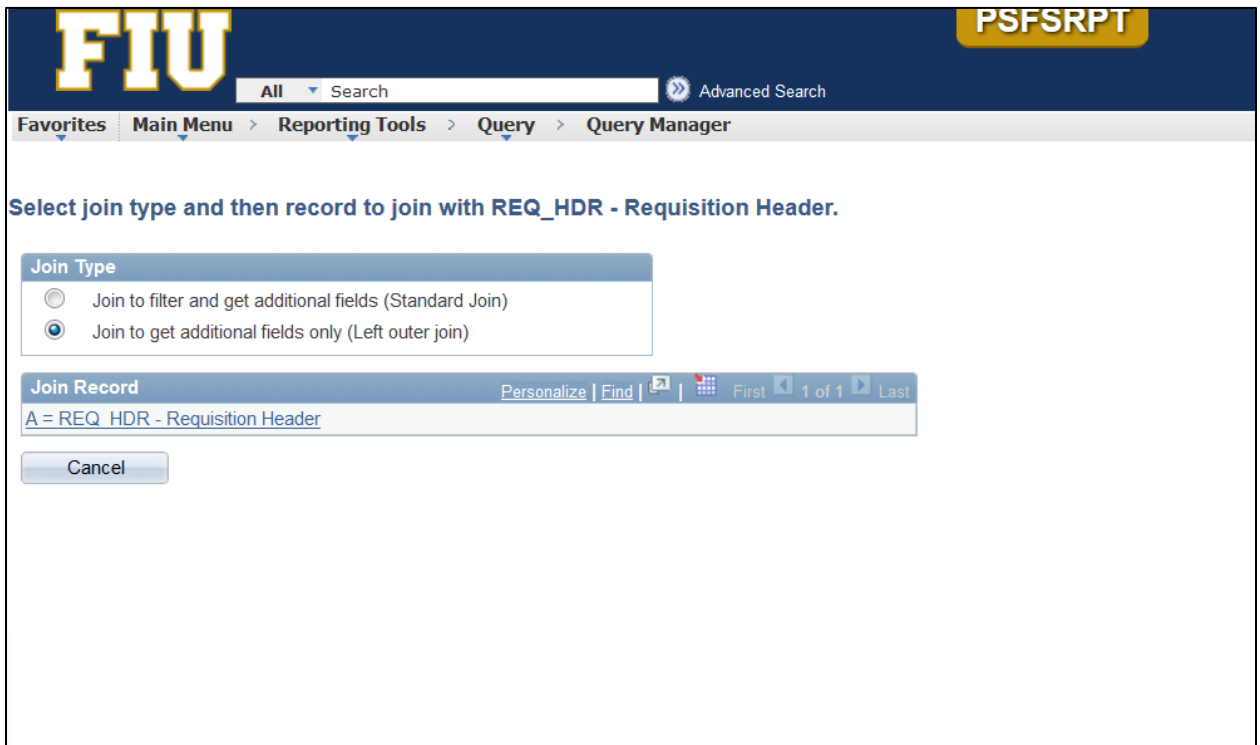 FIU
PSFSRPT
All Search Advanced Search
Favorites Main Menu > Reporting Tools > Query > Query Manager
Select join type and then record to join with REQ_HDR - Requisition Header.
Join Type
Join to filter and get additional fields (Standard Join)
Join to get additional fields only (Left outer join)
Join Record Personalize | Find | | First 1 of 1 Last
A = REQ_HDR - Requisition Header
Cancel